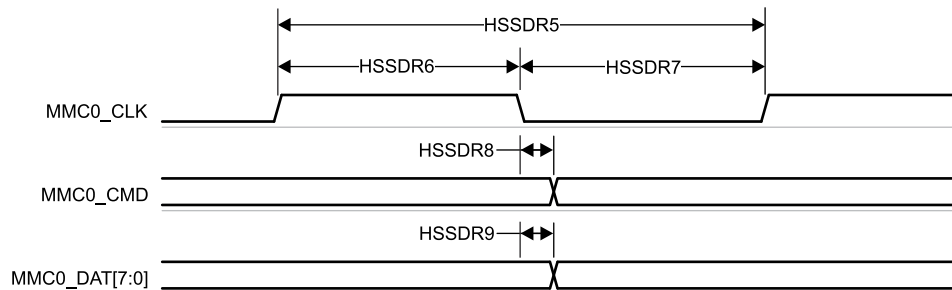 HSSDR5
HSSDR6 HSSDR7
MMC0_CLK
HSSDR8
MMC0_CMD
HSSDR9
MMC0_DAT[7:0]